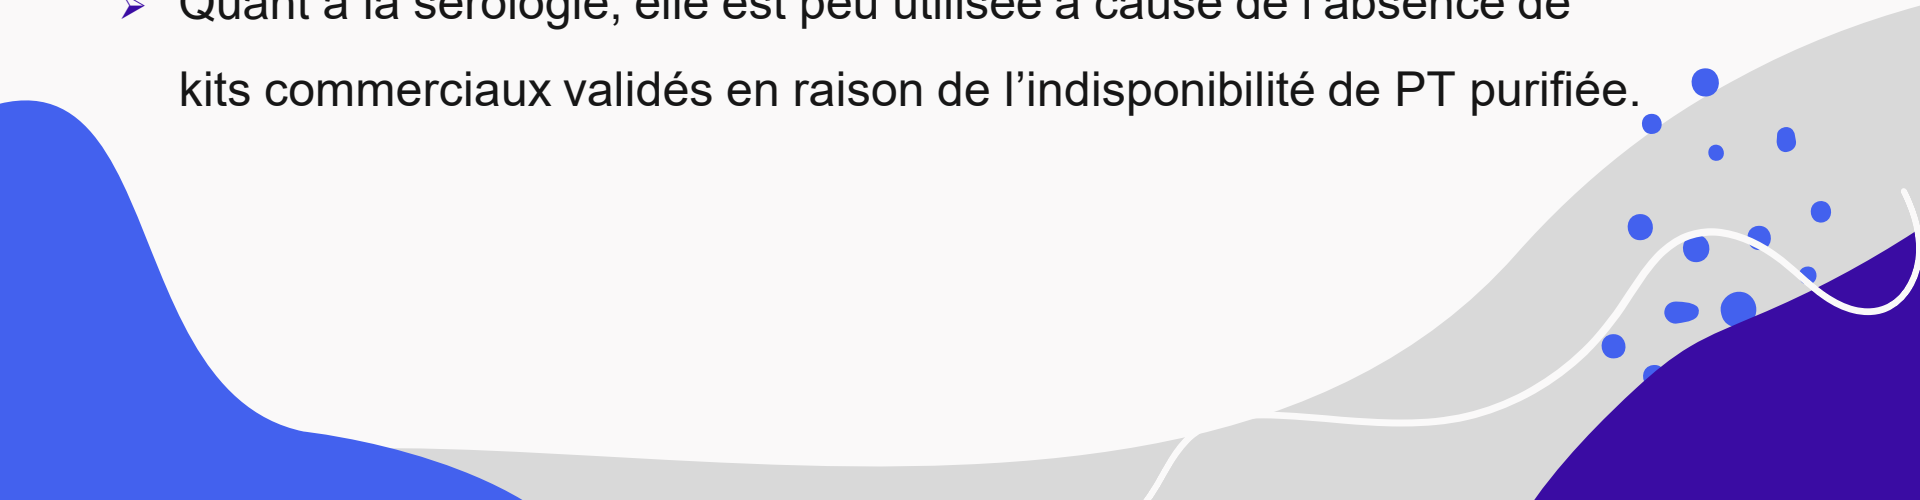 Quant à la sérologie, elle est peu utilisée à cause de l'absence de
kits commerciaux validés en raison de l’indisponibilité de PT purifiée.